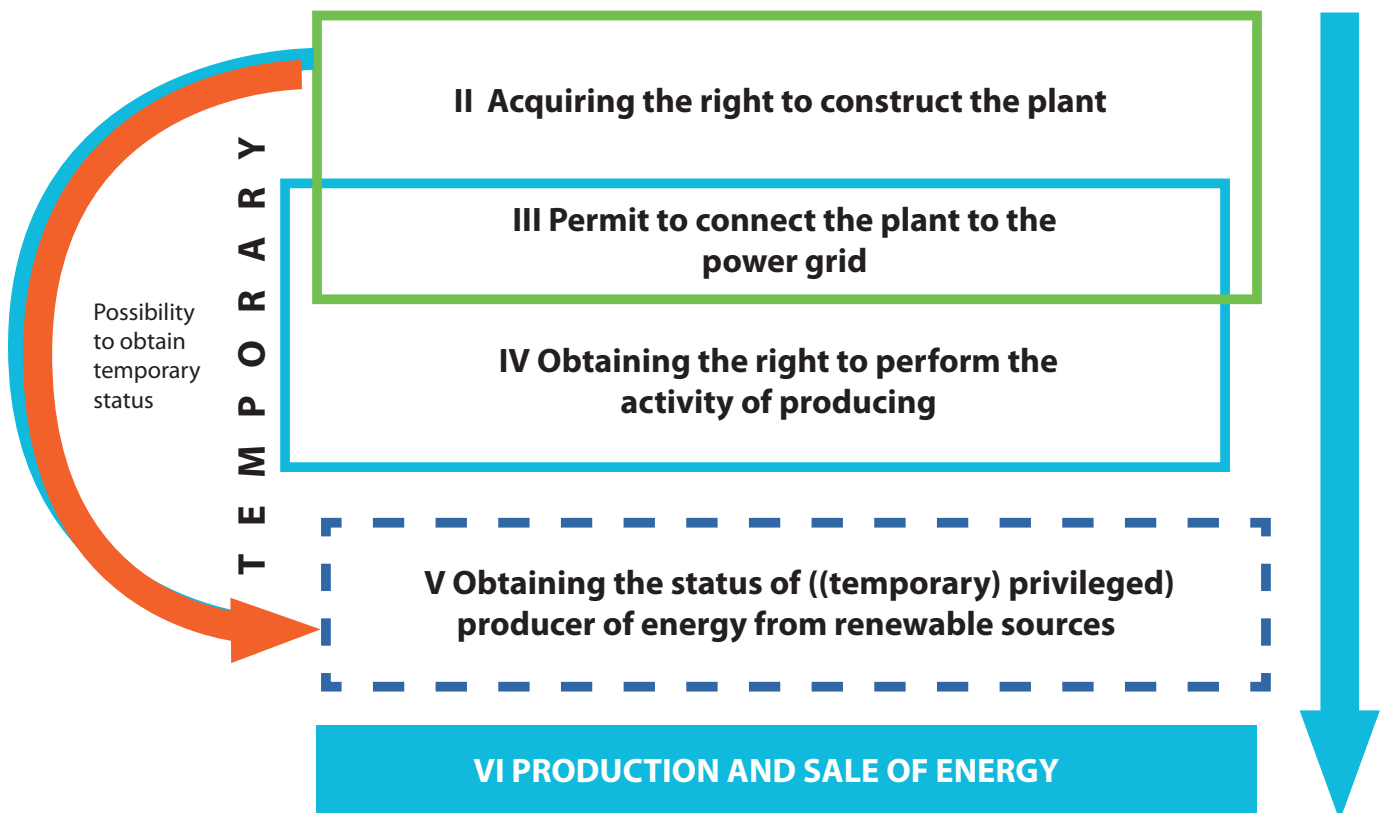 II Acquiring the right to construct the plant
III Permit to connect the plant to the
power grid
IV Obtaining the right to perform the
activity of producing
TEMPORARY
Possibility
to obtain
temporary
status
V Obtaining the status of ((temporary) privileged)
producer of energy from renewable sources
VI PRODUCTION AND SALE OF ENERGY